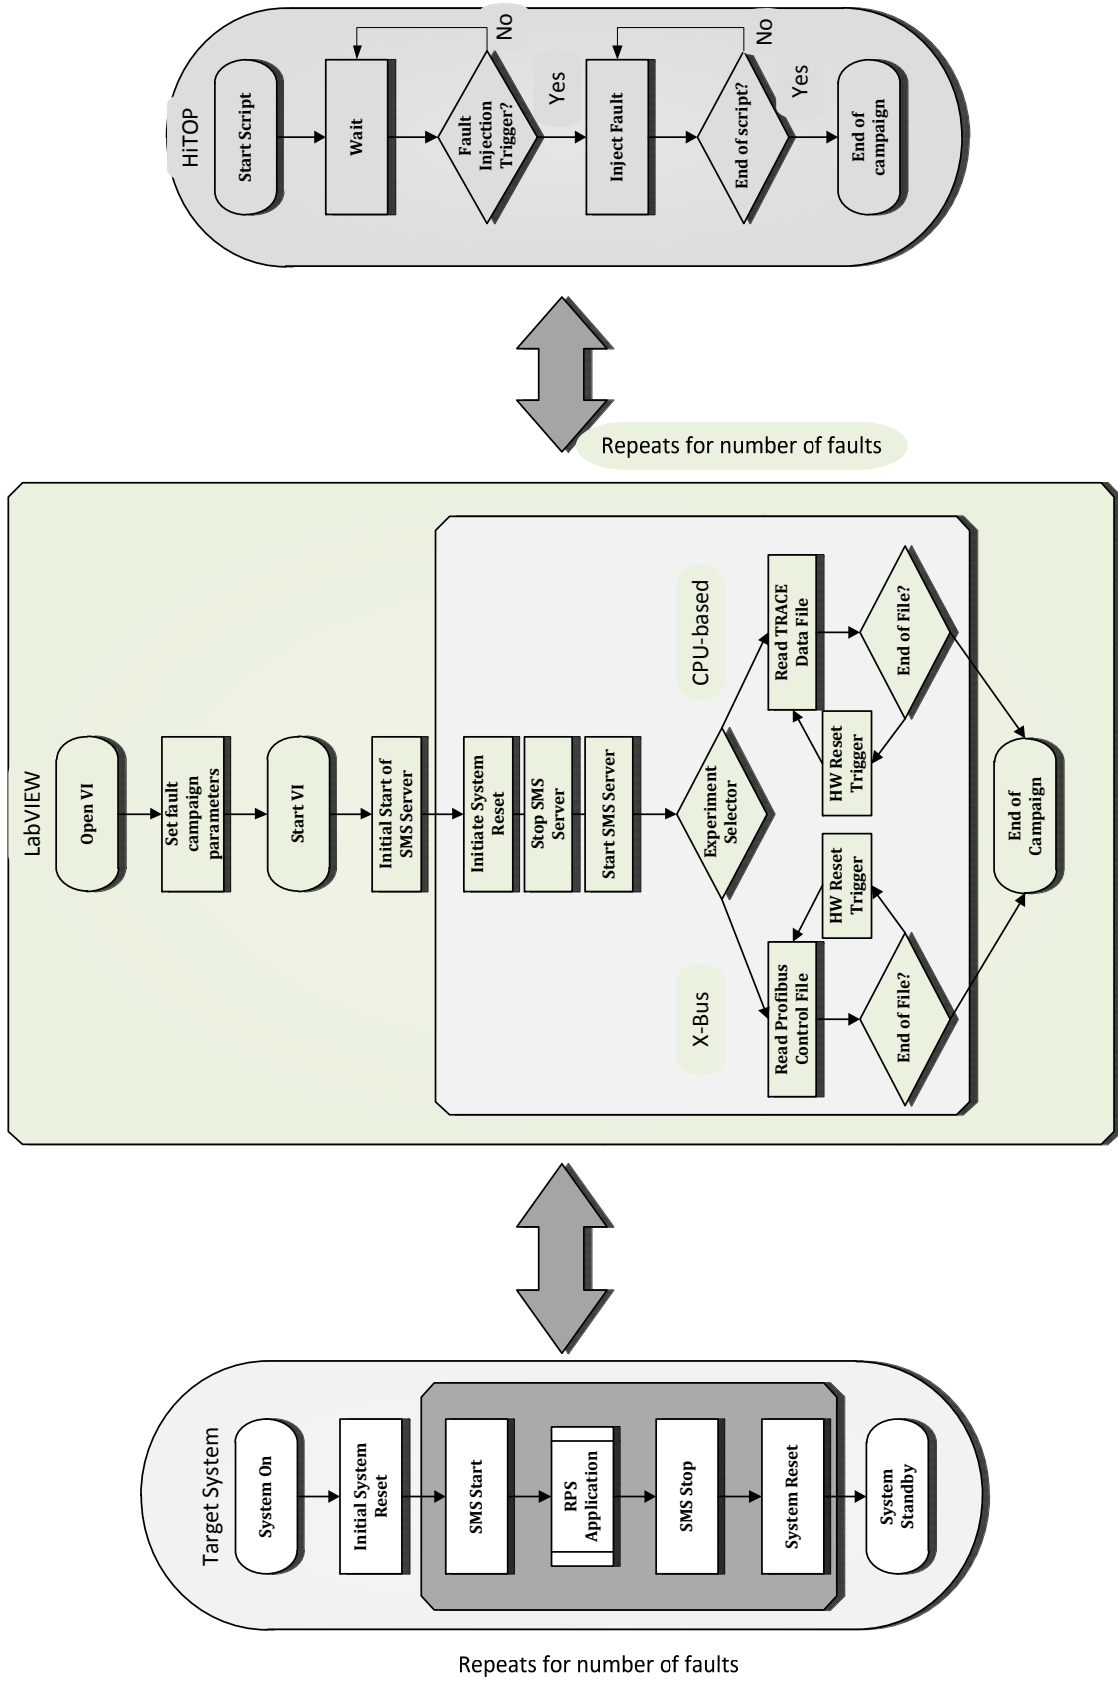 Target System
System On
Initial System
Reset
SMS Start
RPS
Application
SMS Stop
System Reset
System
Standby
Repeats for number of faults
LabVIEW
Open VI
Set fault
campaign
parameters
Start VI
Initial Start of
SMS Server
Initiate System
Reset
Stop SMS
Server
Start SMS Server
Experiment
Selector
X-Bus
CPU-based
Read Profibus
Control File
HW Reset
Trigger
End of File?
Read TRACE
Data File
HW Reset
Trigger
End of File?
End of
Campaign
Repeats for number of faults
HiTOP
Start Script
Wait
Fault
Injection
Trigger?
No
Yes
Inject Fault
End of script?
No
Yes
End of
campaign